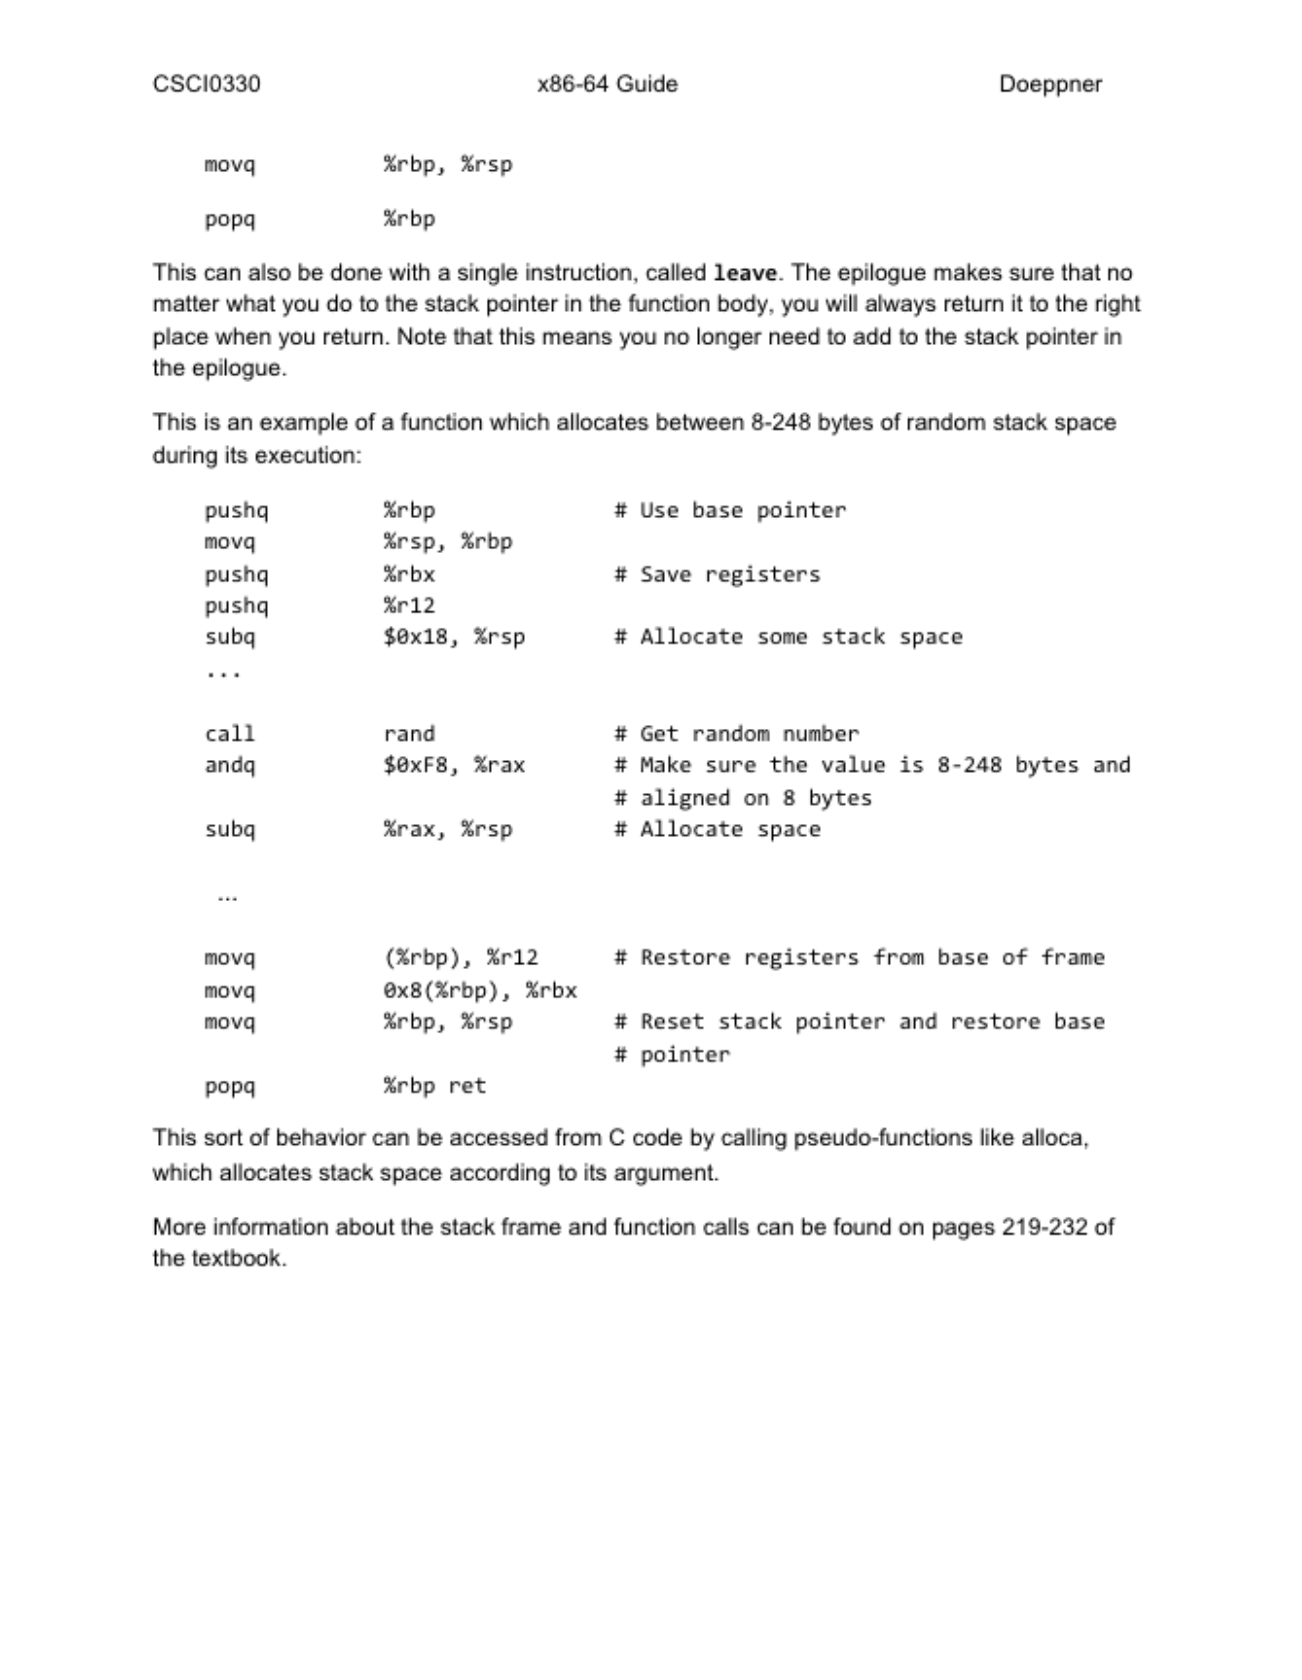 CSCI0330 x86-64 Guide Doeppner
movq %rbp, %rsp
popq %rbp
This can also be done with a single instruction, called leave. The epilogue makes sure that no
matter what you do to the stack pointer in the function body, you will always return it to the right
place when you return. Note that this means you no longer need to add to the stack pointer in
the epilogue.
This is an example of a function which allocates between 8-248 bytes of random stack space
during its execution:
pushq %rbp # Use base pointer
movq %rsp, %rbp
pushq %rbx # Save registers
pushq %r12
subq $0x18, %rsp # Allocate some stack space
...
call rand # Get random number
andq $0xF8, %rax # Make sure the value is 8-248 bytes and
# aligned on 8 bytes
subq %rax, %rsp # Allocate space
...
movq (%rbp), %r12 # Restore registers from base of frame
movq 0x8(%rbp), %rbx
movq %rbp, %rsp # Reset stack pointer and restore base
# pointer
popq %rbp ret
This sort of behavior can be accessed from C code by calling pseudo-functions like alloca,
which allocates stack space according to its argument.
More information about the stack frame and function calls can be found on pages 219-232 of
the textbook.